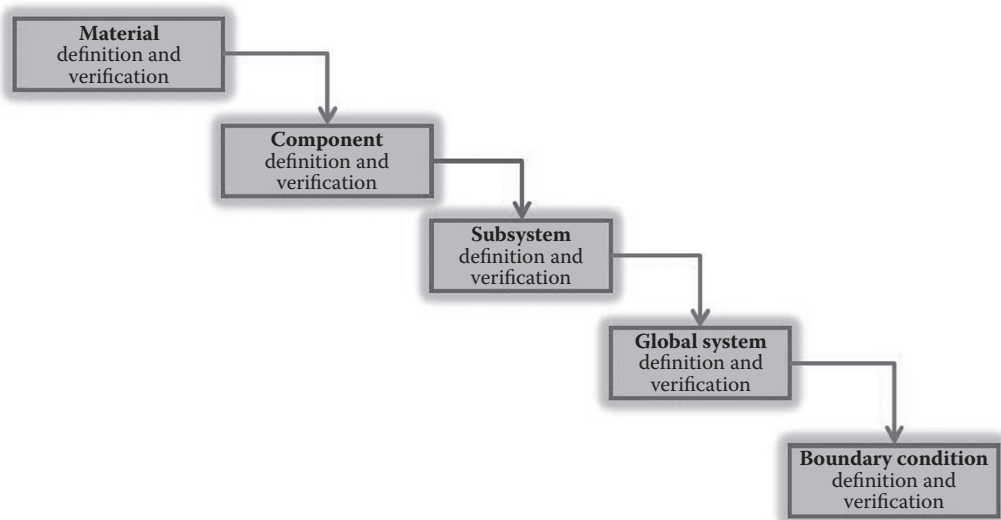 Material
definition and
verification
Component
definition and
verification
Subsystem
definition and
verification
Global system
definition and
verification
Boundary condition
definition and
verification